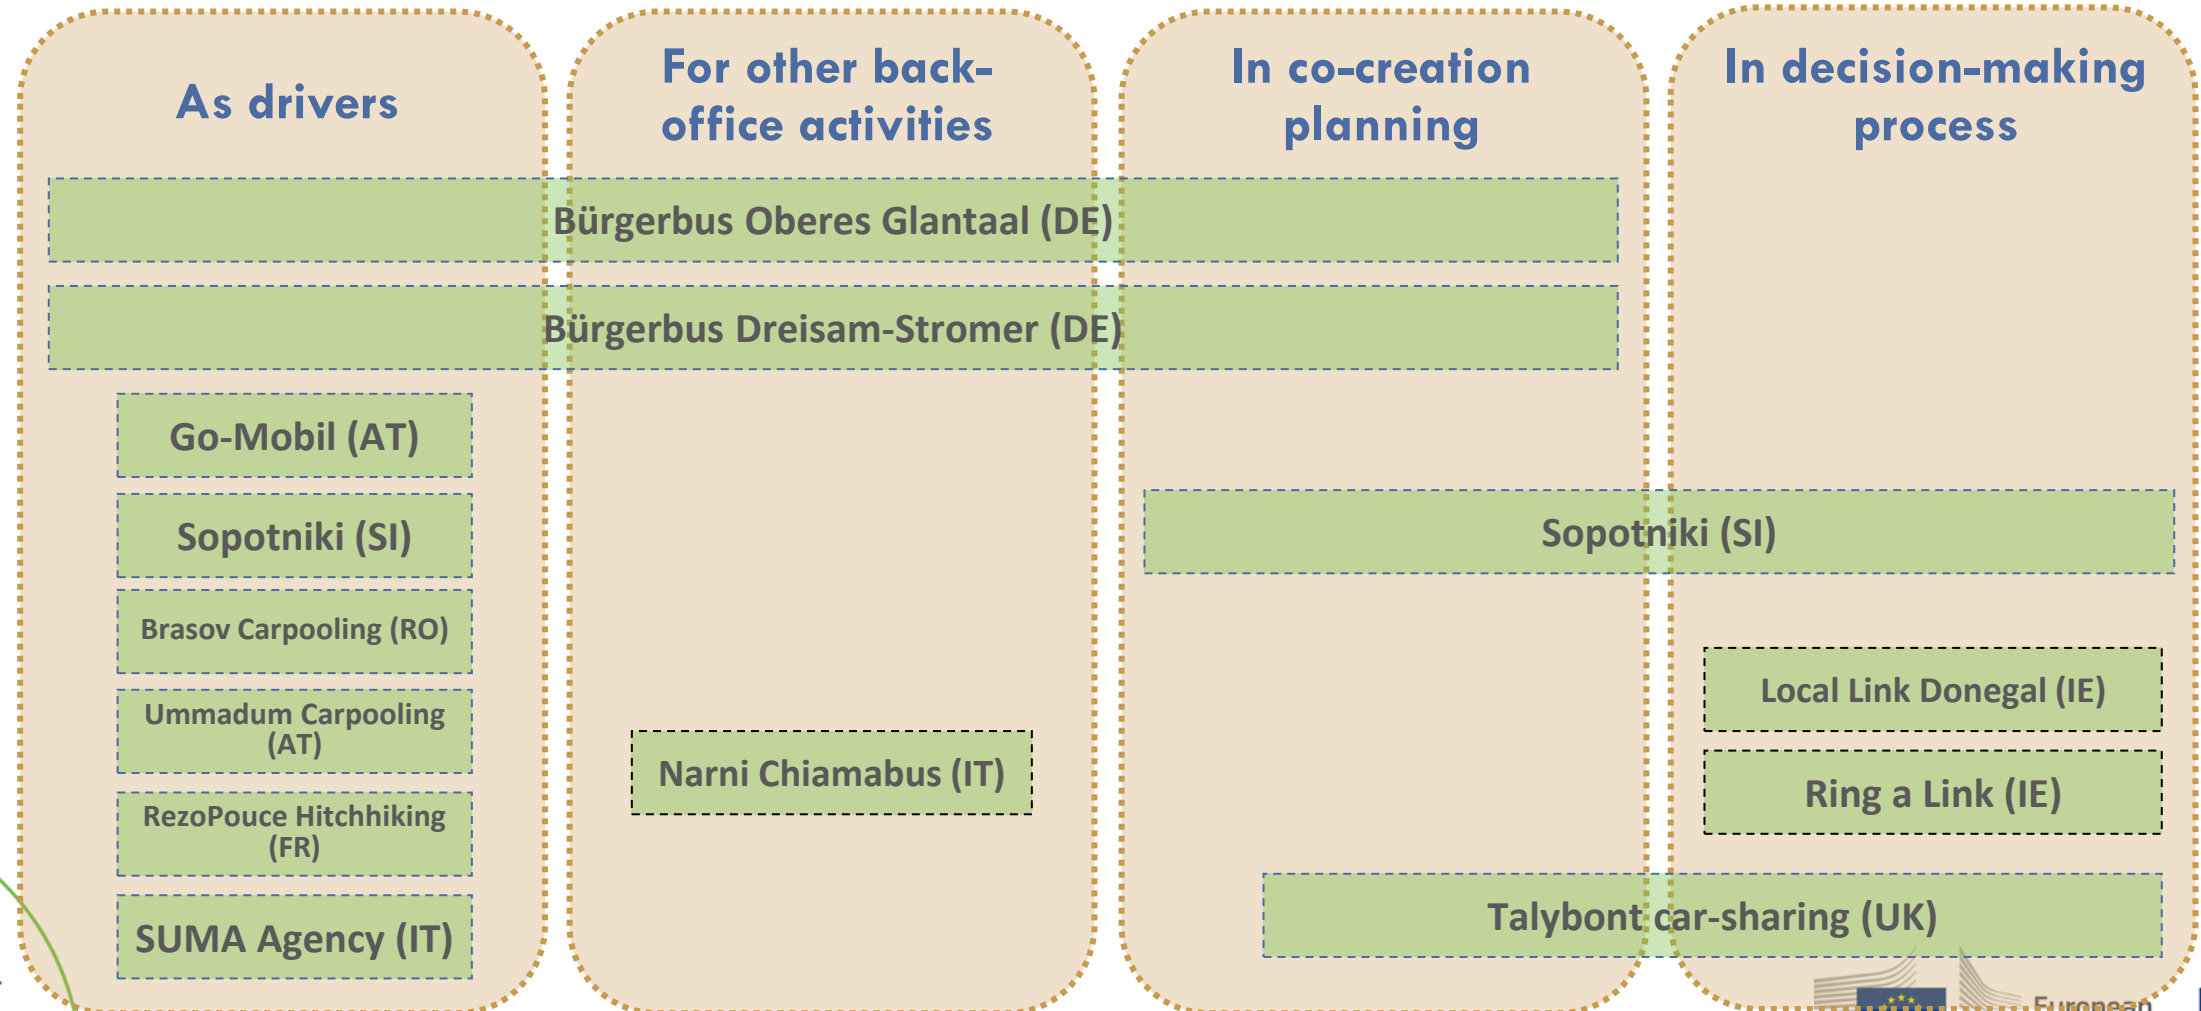 As drivers
For other back-
office activities
In co-creation
planning
In decision-making
process
Bürgerbus Oberes Glantaal (DE)
Bürgerbus Dreisam-Stromer (DE)
Go-Mobil (AT)
Sopotniki (SI)
Sopotniki (SI)
Brasov Carpooling (RO)
Local Link Donegal (IE)
Ummadum Carpooling
(AT)
Narni Chiamabus (IT)
Ring a Link (IE)
RezoPouce Hitchhiking
(FR)
Talybont car-sharing (UK)
SUMA Agency (IT)
European